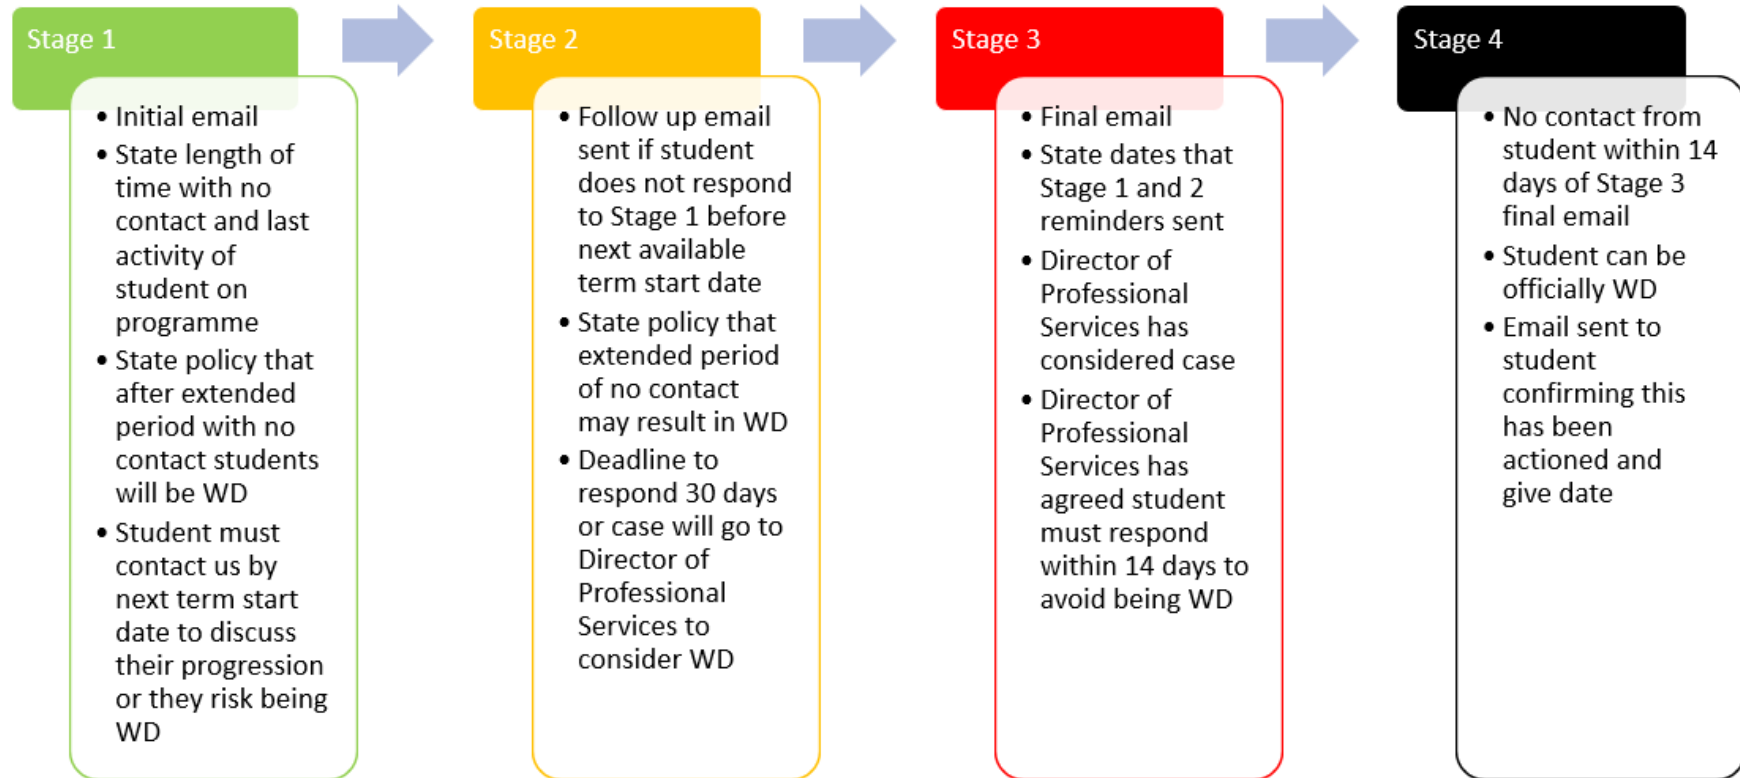 Stage 1
• Initial email
• State length of
time with no
contact and last
activity of
student on
programme
• State policy that
after extended
period with no
contact students
will be WD
• Student must
contact us by
next term start
date to discuss
their progression
or they risk being
WD
Stage 2
• Follow up email
sent if student
does not respond
to Stage 1 before
next available
term start date
• State policy that
extended period
of no contact
may result in WD
• Deadline to
respond 30 days
or case will go to
Director of
Professional
Services to
consider WD
Stage 3
• Final email
• State dates that
Stage 1 and 2
reminders sent
• Director of
Professional
Services has
considered case
• Director of
Professional
Services has
agreed student
must respond
within 14 days to
avoid being WD
Stage 4
• No contact from
student within 14
days of Stage 3
final email
• Student can be
officially WD
• Email sent to
student
confirming this
has been
actioned and
give date